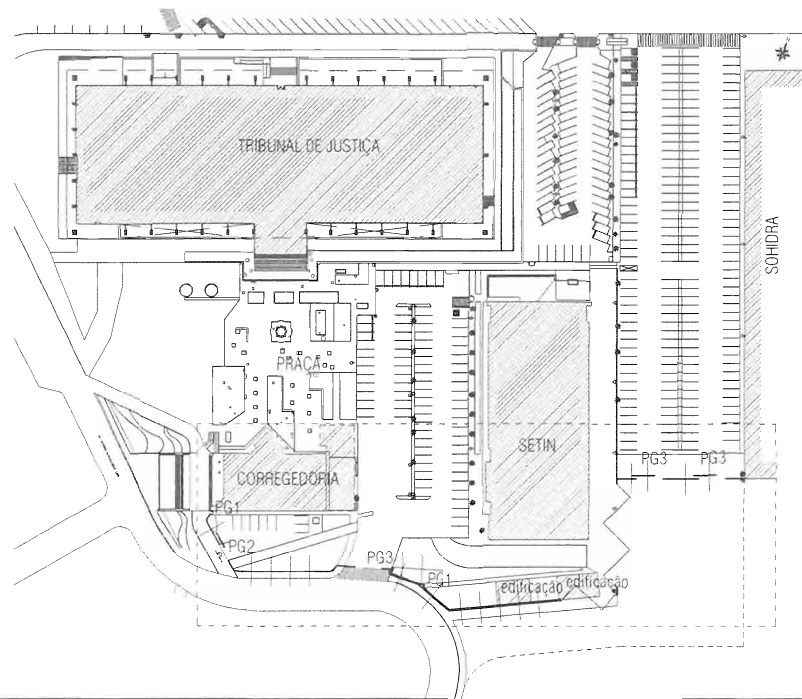 TRIBUNAL DE JUSTIÇA
SOHIDRA
PRAÇA
SETIN
CORREGEDORIA
PG3
PG3
PG1
PG2
PG3
PG1
edificação
edificação